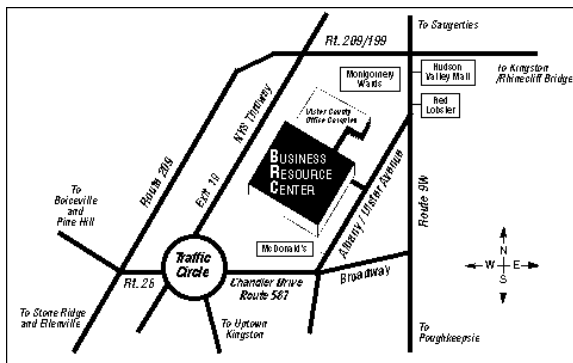 To Saugerties
Rt. 209/199
Montgomery
Wards
Hudson
Valley Mall
To Kingston
/Rhinecliff Bridge
Red
Lobster
Ulster County
Office Complex
NYS Thruway
BUSINESS
RESOURCE
CENTER
Route 209
Exit 19
Albany / Ulster Avenue
Route 9W
To
Boiceville
and
Pine Hill
McDonald's
Traffic
Circle
N
W E
S
Rt. 28
Chandler Drive
Route 587
Broadway
To Stone Ridge
and Ellenville
To Uptown
Kingston
To
Poughkeepsie